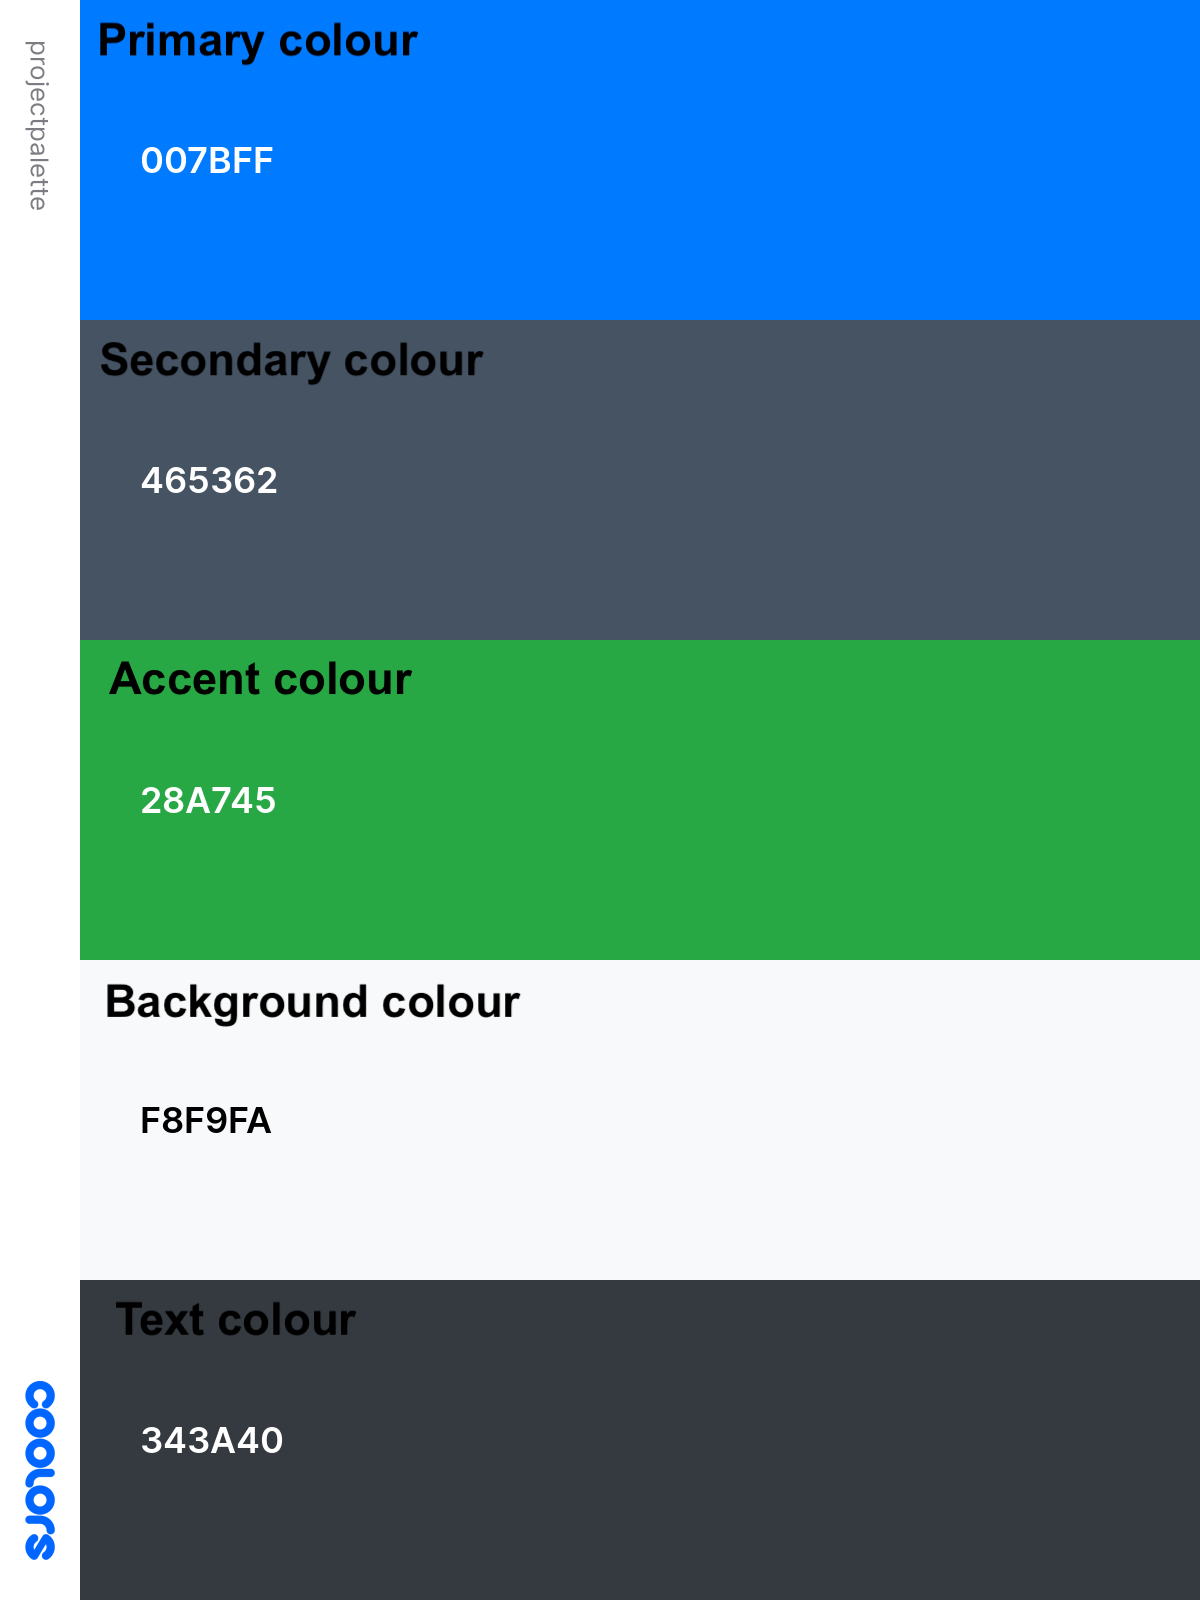 projectpalette
Primary colour
007BFF
Secondary colour
465362
Accent colour
28A745
Background colour
F8F9FA
Text colour
343A40
coolors